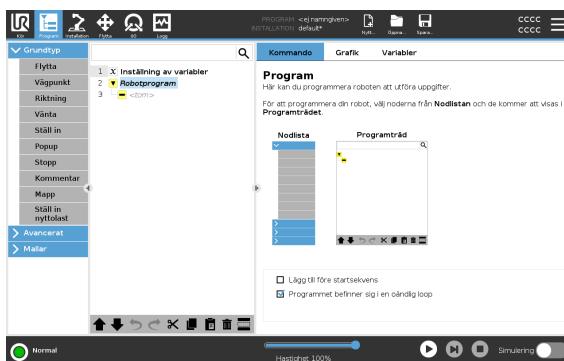 PROGRAM <ej namngiven>
INSTALLATION default*
Kör Program Installation Flytta I/O Logg Nytt... Öppna... Spara...
cccc
cccc
Grundtyp
Flytta
Vägpunkt
Riktning
Vänta
Ställ in
Popup
Stopp
Kommentar
Mapp
Ställ in
nyttolast
Avancerat
Mallar
1 X Inställning av variabler
2 Robotprogram
3 <tom>
Kommando Grafik Variabler
Program
Här kan du programmera roboten att utföra uppgifter.
För att programmera din robot, välj noderna från Nodlistan och de kommer att visas i
Programträdet.
Nodlista Programträd
Lägg till före startsekvens
Programmet befinner sig i en oändlig loop
Normal
Hastighet 100%
Simulering